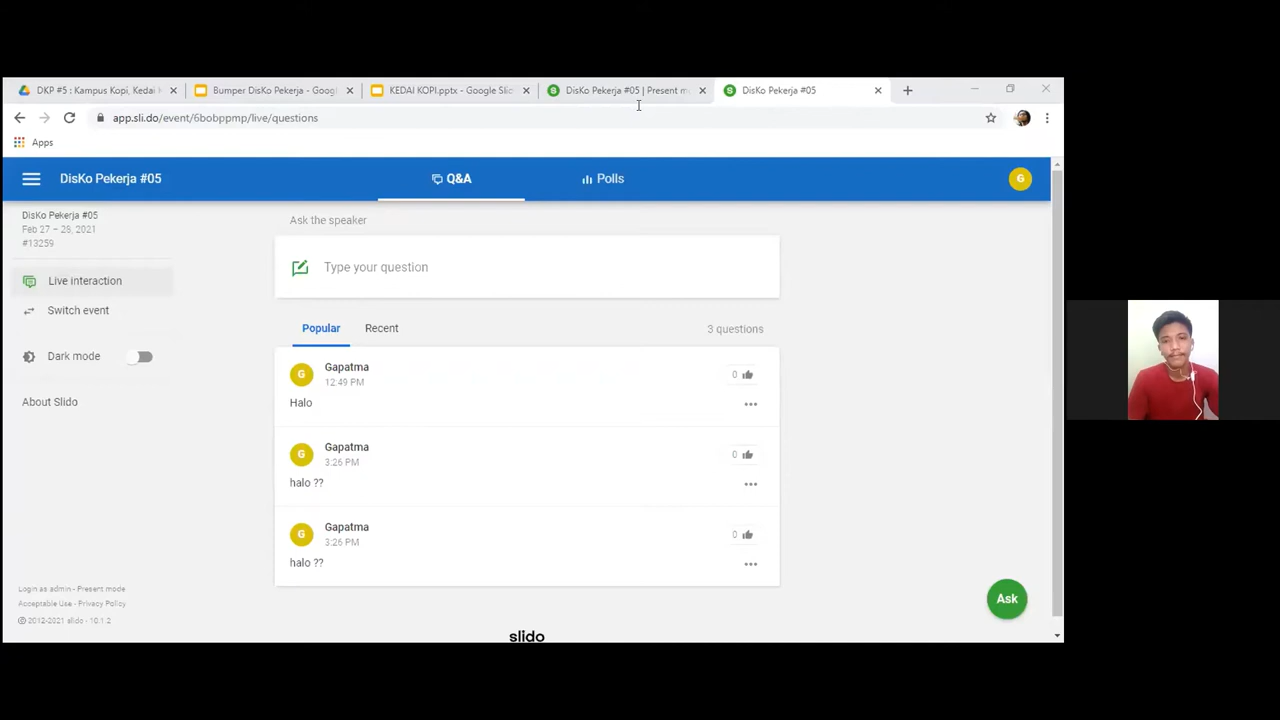 DKP #5 : Kampus Kopi, Kedai
Bumper DisKo Pekerja - Googl
KEDAI KOPI.pptx - Google Slid
DisKo Pekerja #05 | Present m
DisKo Pekerja #05
app.sli.do/event/6bobppmp/live/questions
Apps
DisKo Pekerja #05
Q&A
Polls
G
DisKo Pekerja #05
Feb 27 – 28, 2021
#13259
Live interaction
Switch event
Dark mode
About Slido
Ask the speaker
Type your question
Popular
Recent
3 questions
G
Gapatma
12:49 PM
0
Halo
G
Gapatma
3:26 PM
0
halo ??
G
Gapatma
3:26 PM
0
halo ??
Login as admin - Present mode
Acceptable Use - Privacy Policy
© 2012-2021 slido - 10.1.2
Ask
slido